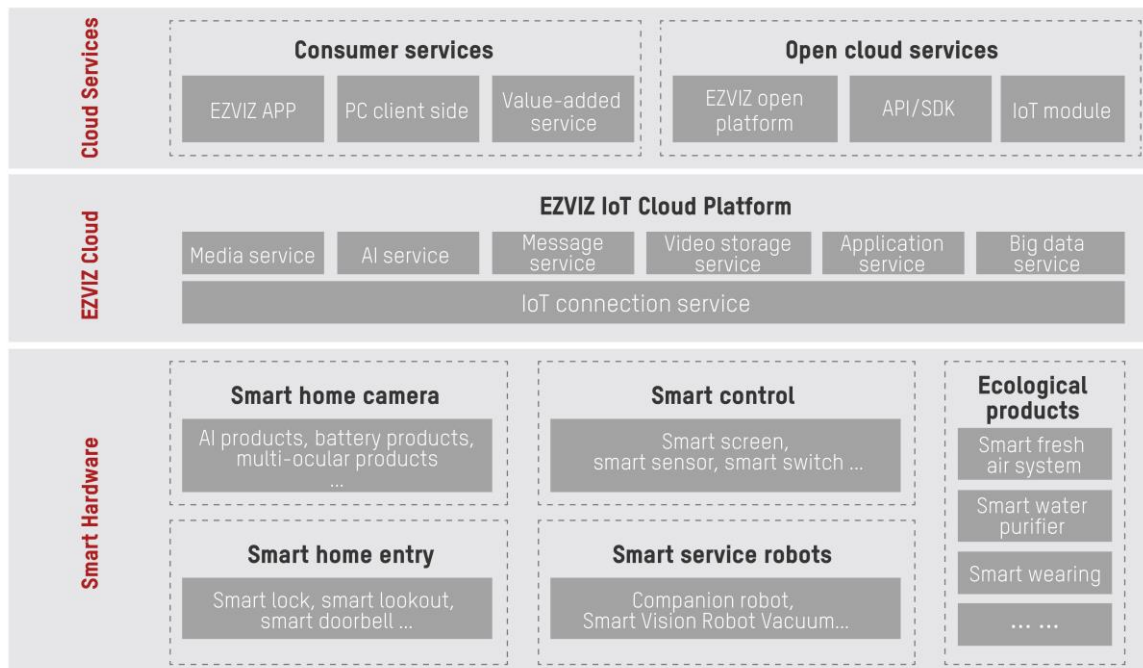 Cloud Services
Consumer services
EZVIZ APP
PC client side
Value-added
service
Open cloud services
EZVIZ open
platform
API/SDK
IoT module
EZVIZ Cloud
EZVIZ IoT Cloud Platform
Media service
AI service
Message
service
Video storage
service
Application
service
Big data
service
IoT connection service
Smart Hardware
Smart home camera
AI products, battery products,
multi-ocular products
...
Smart control
Smart screen,
smart sensor, smart switch ...
Smart home entry
Smart lock, smart lookout,
smart doorbell ...
Smart service robots
Companion robot,
Smart Vision Robot Vacuum...
Ecological
products
Smart fresh
air system
Smart water
purifier
Smart wearing
... ...